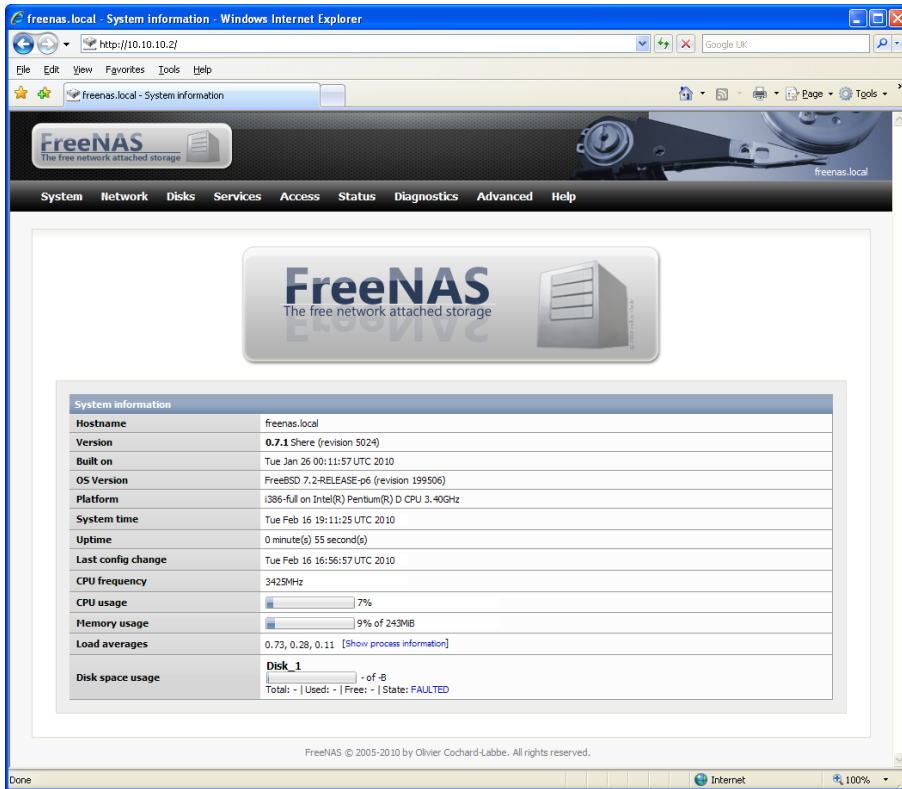 freenas.local - System information - Windows Internet Explorer
http://10.10.10.2/
Google UK
File Edit View Favorites Tools Help
freenas.local - System information
Page Tools
FreeNAS
The free network attached storage
freenas.local
System Network Disks Services Access Status Diagnostics Advanced Help
FreeNAS
The free network attached storage
System information
Hostname freenas.local
Version 0.7.1 Shere (revision 5024)
Built on Tue Jan 26 00:11:57 UTC 2010
OS Version FreeBSD 7.2-RELEASE-p6 (revision 199506)
Platform i386-full on Intel(R) Pentium(R) D CPU 3.40GHz
System time Tue Feb 16 19:11:25 UTC 2010
Uptime 0 minute(s) 55 second(s)
Last config change Tue Feb 16 16:56:57 UTC 2010
CPU frequency 3425MHz
CPU usage 7%
Memory usage 9% of 243MiB
Load averages 0.73, 0.28, 0.11 [Show process information]
Disk space usage
Disk_1
- of -B
Total: - | Used: - | Free: - | State: FAULTED
FreeNAS © 2005-2010 by Olivier Cochard-Labbe. All rights reserved.
Done Internet 100%